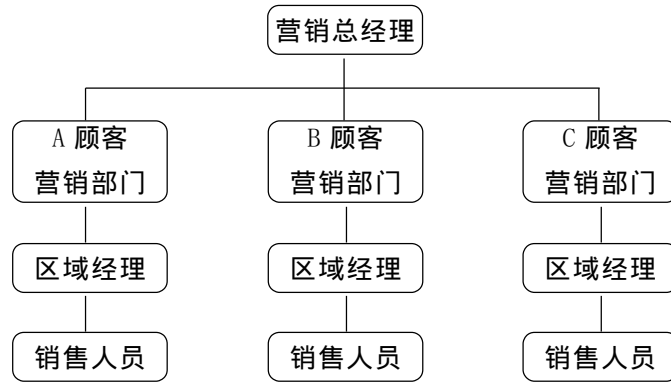 营销总经理
A 顾客
营销部门
B 顾客
营销部门
C 顾客
营销部门
区域经理
区域经理
区域经理
销售人员
销售人员
销售人员